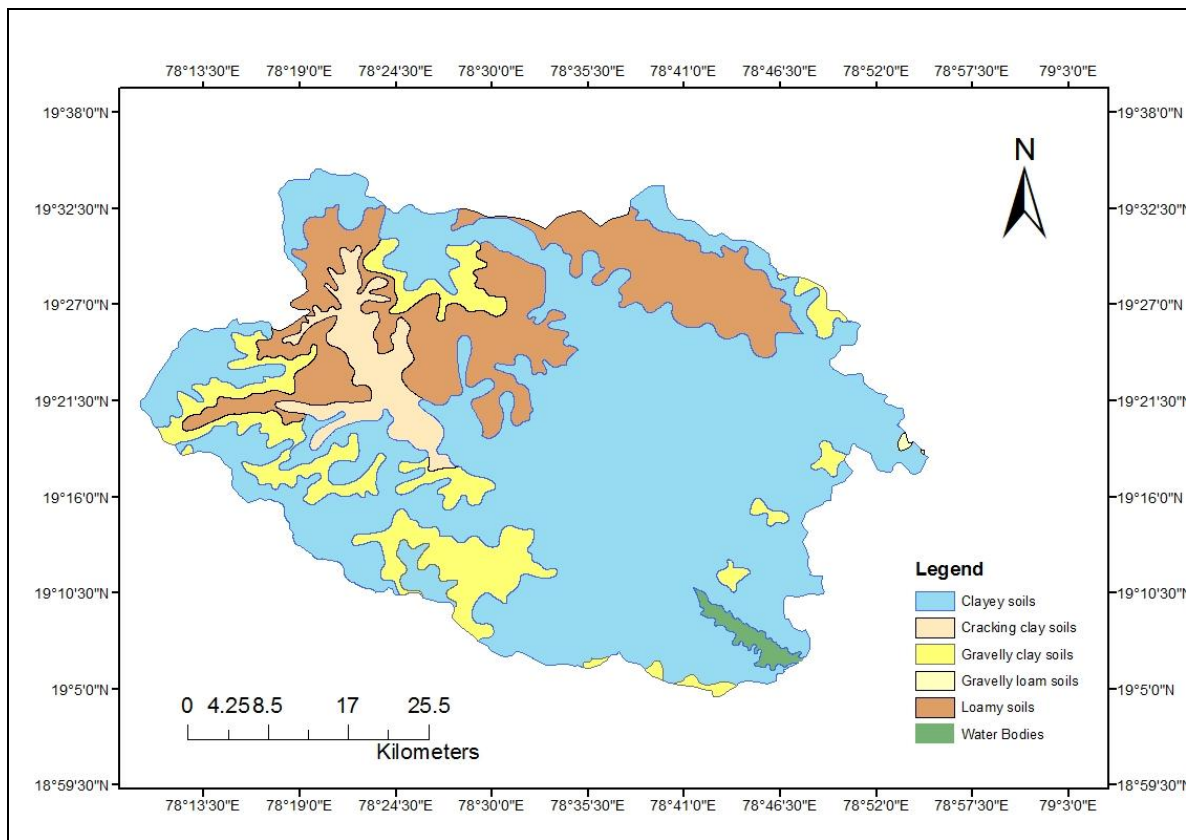 78°13'30"E 78°19'0"E 78°24'30"E 78°30'0"E 78°35'30"E 78°41'0"E 78°46'30"E 78°52'0"E 78°57'30"E 79°3'0"E
19°38'0"N 19°38'0"N
N
19°32'30"N 19°32'30"N
19°27'0"N 19°27'0"N
19°21'30"N 19°21'30"N
19°16'0"N 19°16'0"N
Legend
19°10'30"N 19°10'30"N
Clayey soils
Cracking clay soils
Gravelly clay soils
Gravelly loam soils
Loamy soils
Water Bodies
19°5'0"N 19°5'0"N
0 4.25 8.5 17 25.5
Kilometers
18°59'30"N 18°59'30"N
78°13'30"E 78°19'0"E 78°24'30"E 78°30'0"E 78°35'30"E 78°41'0"E 78°46'30"E 78°52'0"E 78°57'30"E 79°3'0"E